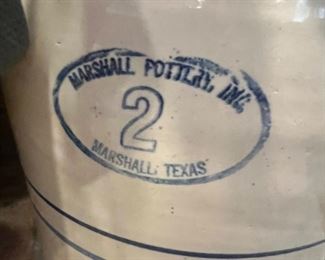 MARSHALL POTTERY, INC.
2
MARSHALL, TEXAS